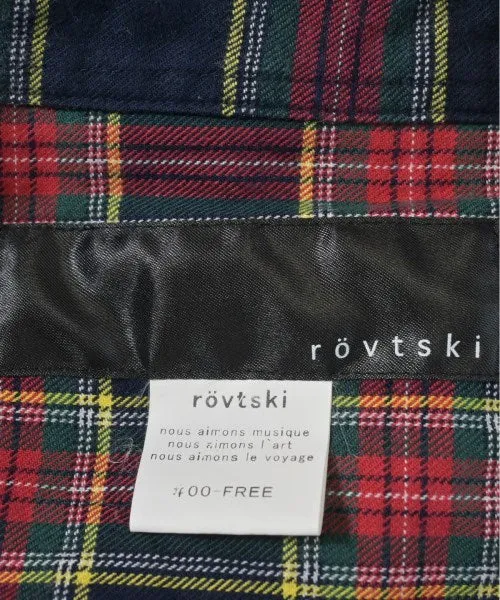 rövtski
rövtski
nous aimons musique
nous aimons l'art
nous aimons le voyage
※00-FREE